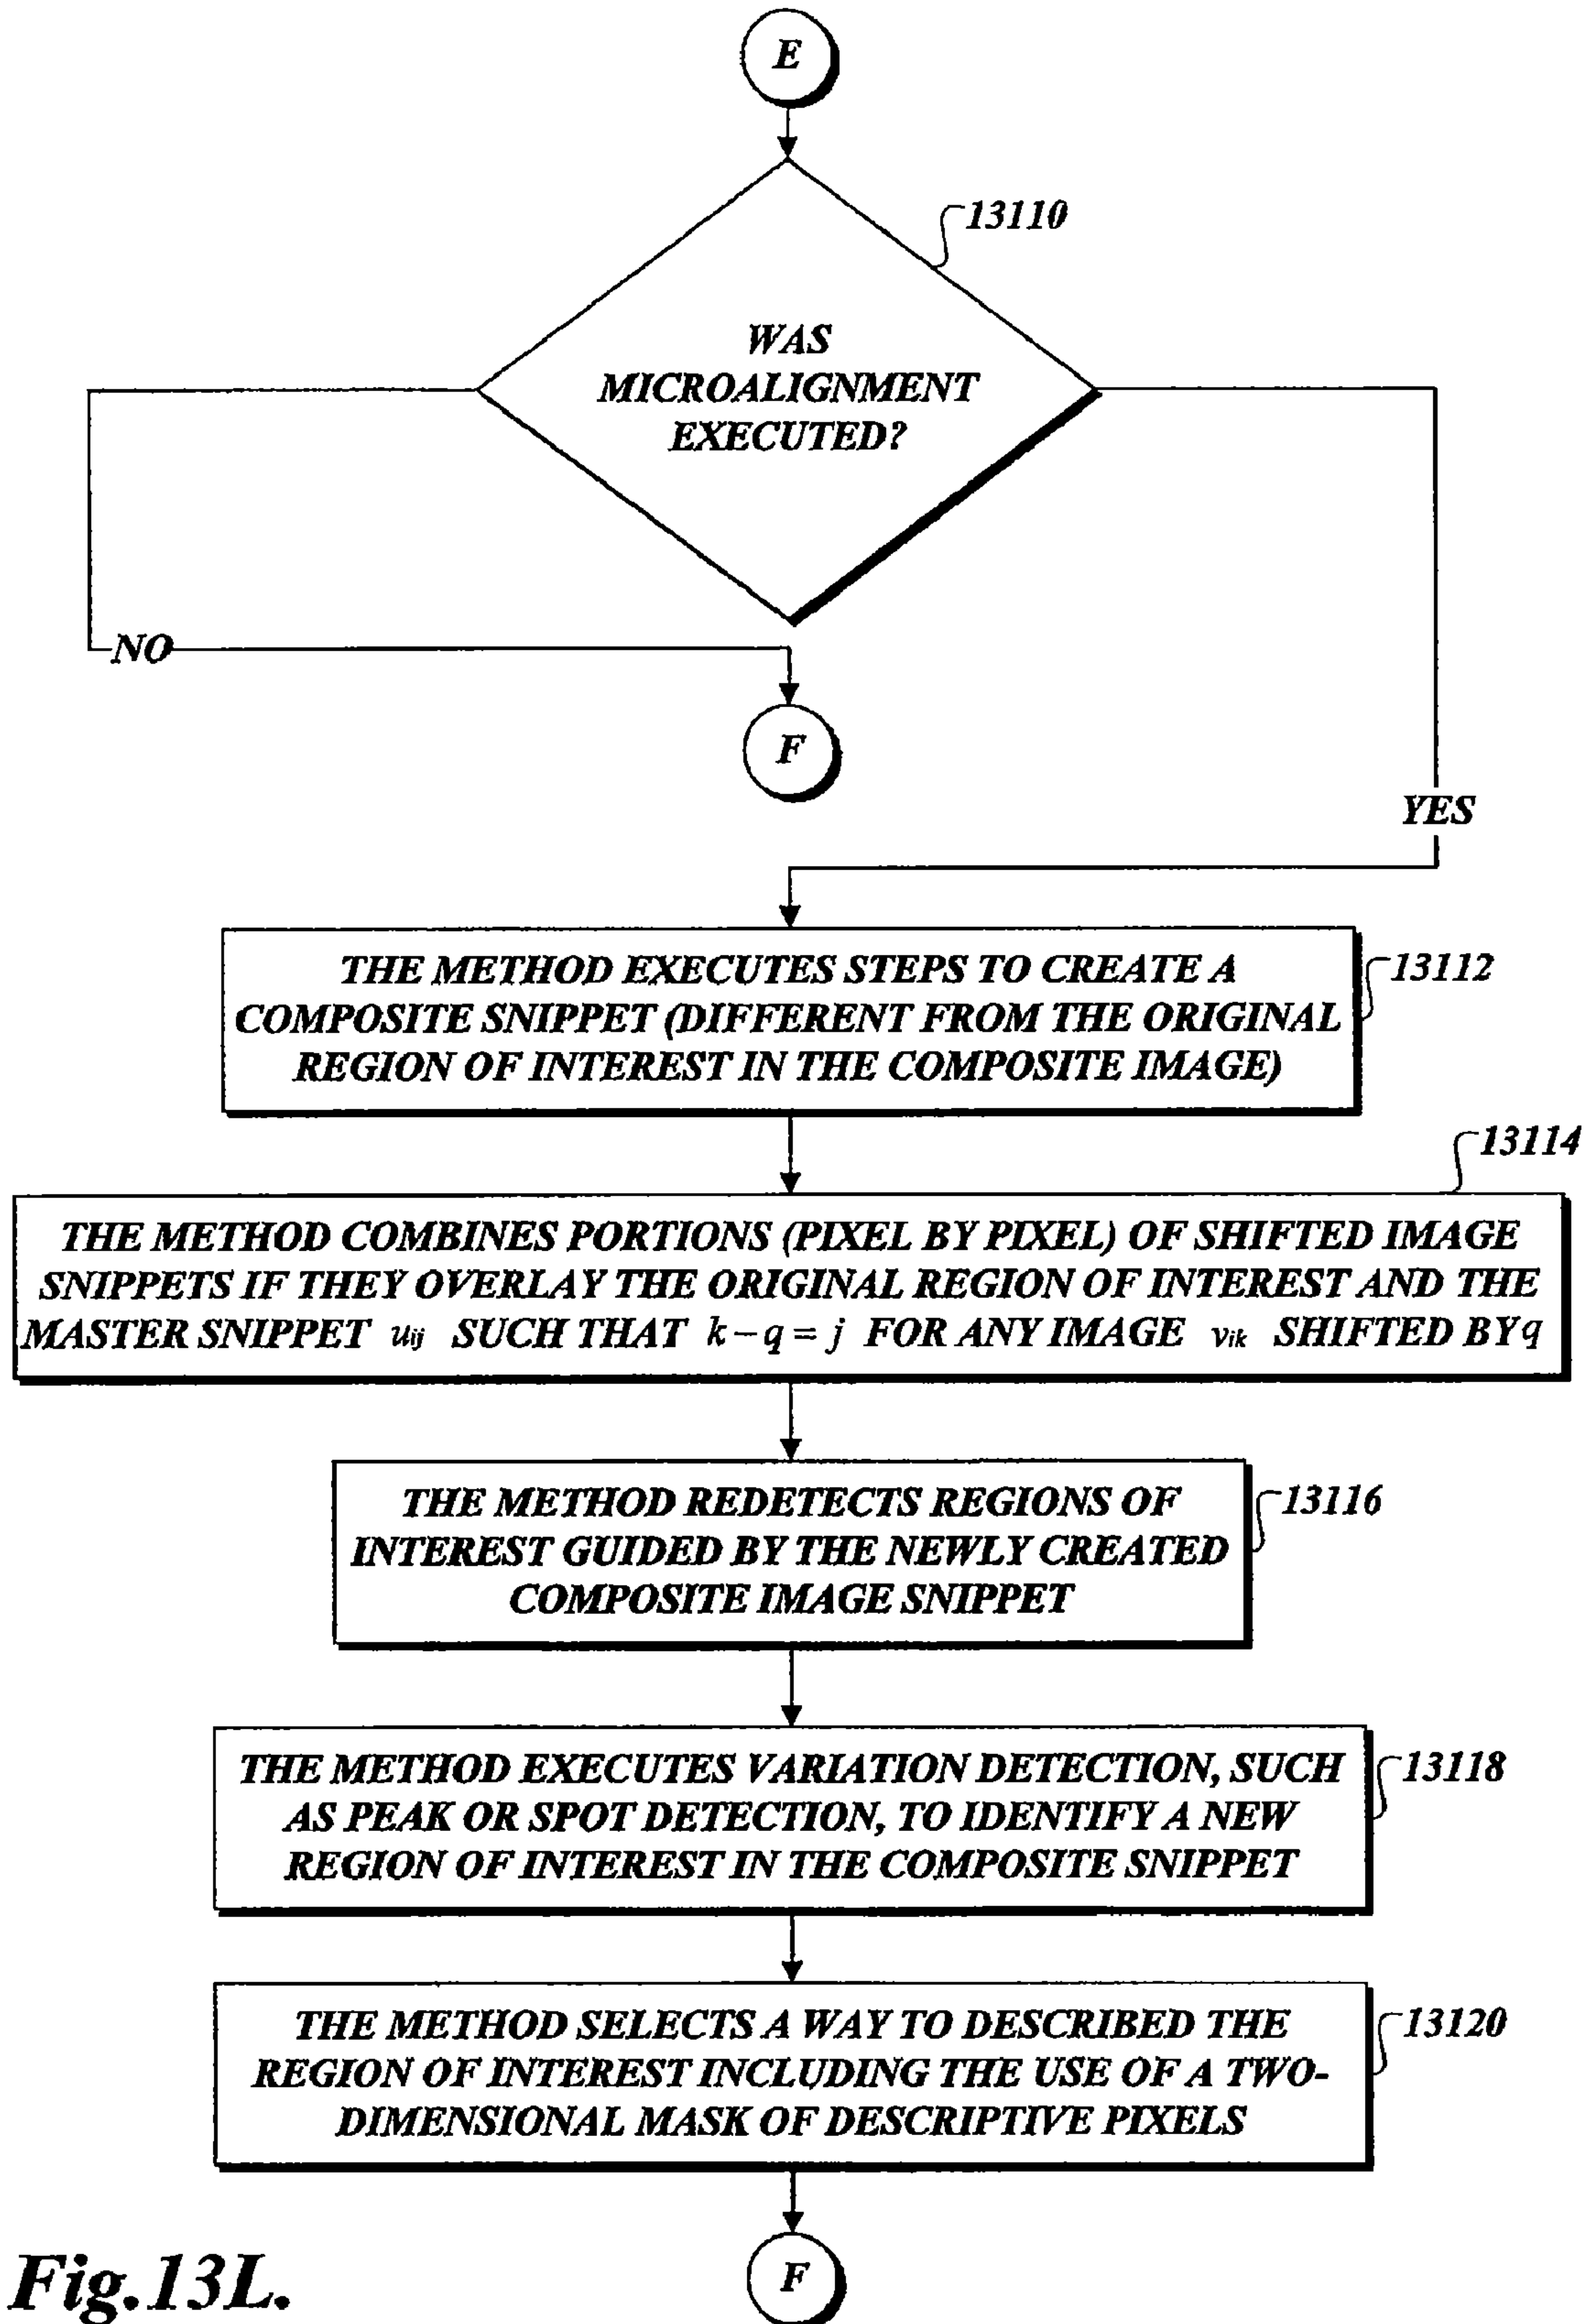 E
13110
WAS
MICROALIGNMENT
EXECUTED?
NO
F
YES
THE METHOD EXECUTES STEPS TO CREATE A
COMPOSITE SNIPPET (DIFFERENT FROM THE ORIGINAL
REGION OF INTEREST IN THE COMPOSITE IMAGE)
13112
13114
THE METHOD COMBINES PORTIONS (PIXEL BY PIXEL) OF SHIFTED IMAGE
SNIPPETS IF THEY OVERLAY THE ORIGINAL REGION OF INTEREST AND THE
MASTER SNIPPET uij SUCH THAT k – q = j FOR ANY IMAGE vik SHIFTED BY q
THE METHOD REDETECTS REGIONS OF
INTEREST GUIDED BY THE NEWLY CREATED
COMPOSITE IMAGE SNIPPET
13116
THE METHOD EXECUTES VARIATION DETECTION, SUCH
AS PEAK OR SPOT DETECTION, TO IDENTIFY A NEW
REGION OF INTEREST IN THE COMPOSITE SNIPPET
13118
THE METHOD SELECTS A WAY TO DESCRIBED THE
REGION OF INTEREST INCLUDING THE USE OF A TWO-
DIMENSIONAL MASK OF DESCRIPTIVE PIXELS
13120
F
Fig.13L.